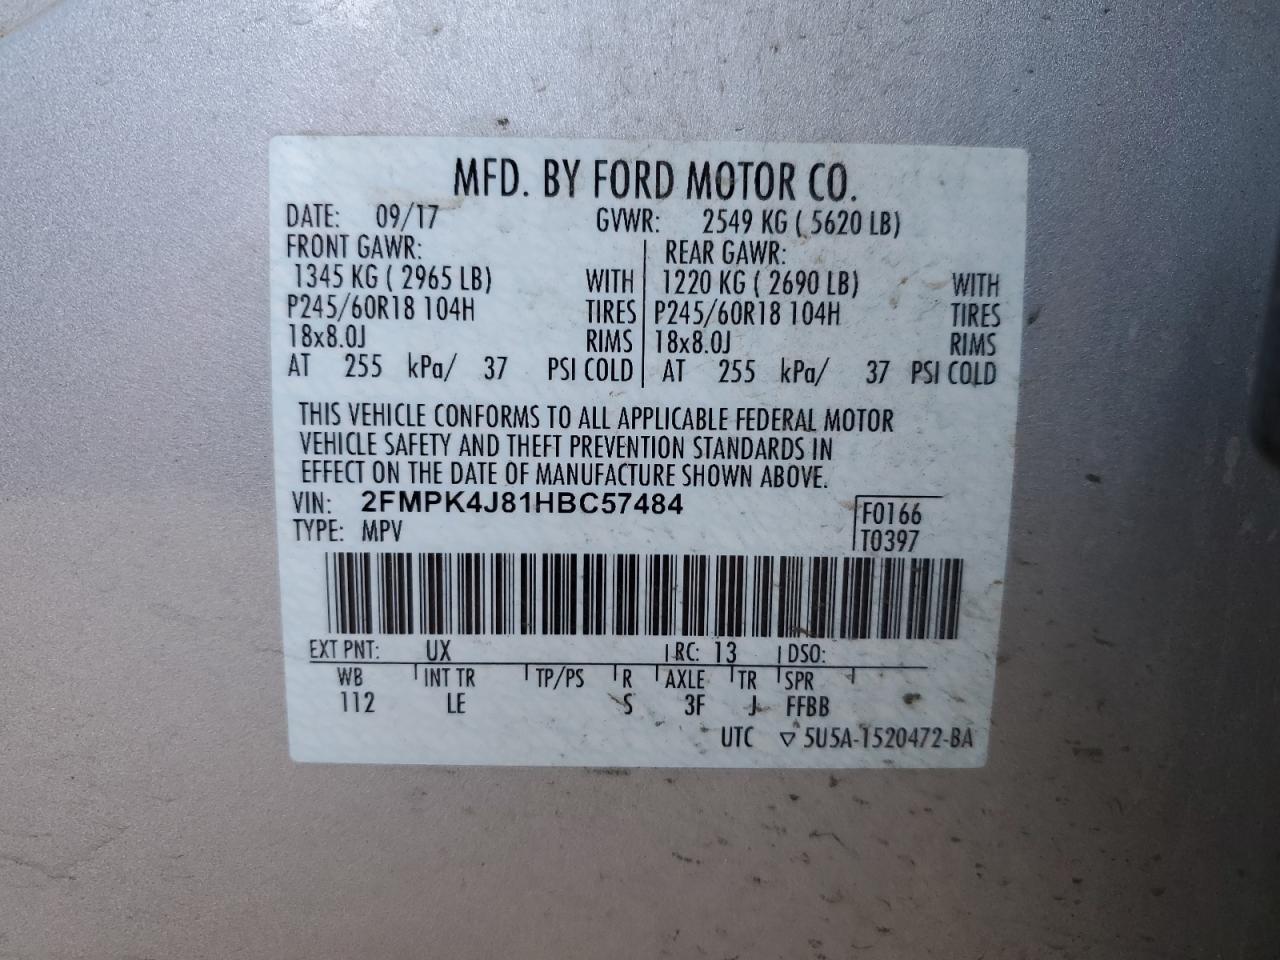 MFD. BY FORD MOTOR CO.
DATE: 09/17 GVWR: 2549 KG ( 5620 LB)
FRONT GAWR: REAR GAWR:
1345 KG ( 2965 LB) WITH 1220 KG ( 2690 LB) WITH
P245/60R18 104H TIRES P245/60R18 104H TIRES
18x8.0J RIMS 18x8.0J RIMS
AT 255 kPa/ 37 PSI COLD AT 255 kPa/ 37 PSI COLD
THIS VEHICLE CONFORMS TO ALL APPLICABLE FEDERAL MOTOR
VEHICLE SAFETY AND THEFT PREVENTION STANDARDS IN
EFFECT ON THE DATE OF MANUFACTURE SHOWN ABOVE.
VIN: 2FMPK4J81HBC57484 F0166
TYPE: MPV T0397
EXT PNT: UX RC: 13 DSO:
WB INT TR TP/PS R AXLE TR SPR
112 LE S 3F J FFBB
UTC ▽ 5U5A-1520472-BA